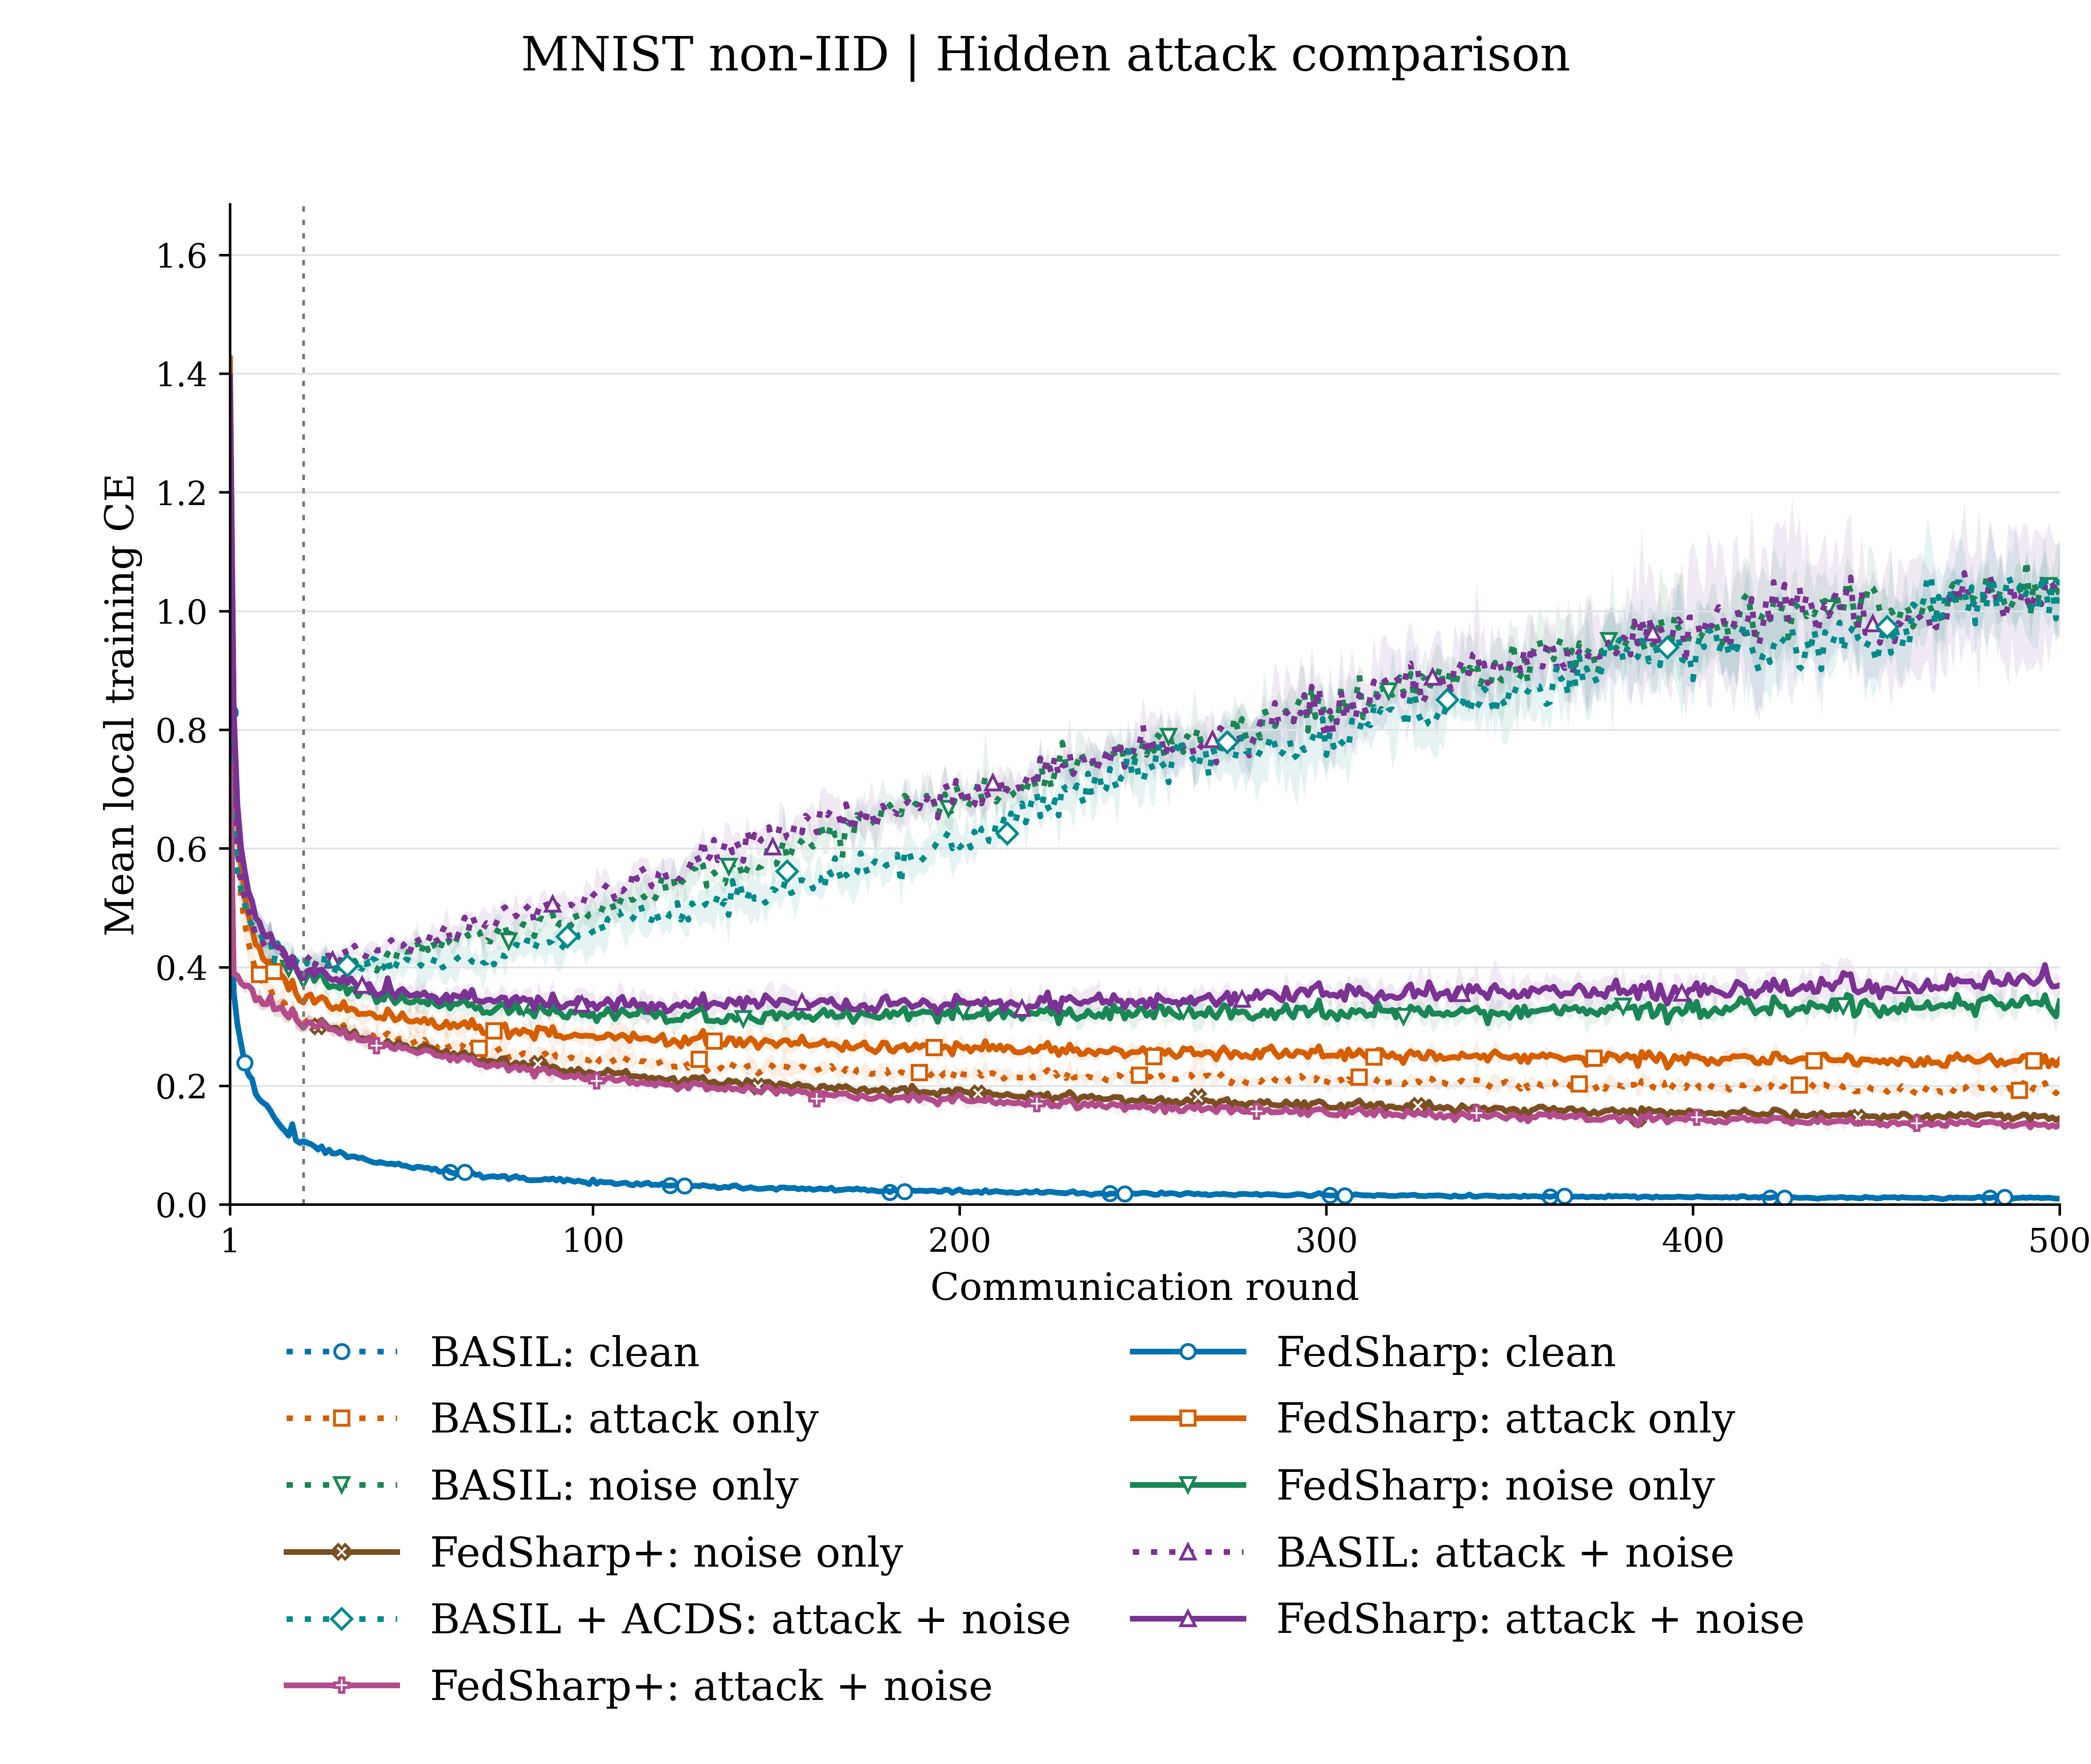 MNIST non-IID | Hidden attack comparison
Mean local training CE
1.6
1.4
1.2
1.0
0.8
0.6
0.4
0.2
0.0
1 100 200 300 400 500
Communication round
BASIL: clean
BASIL: attack only
BASIL: noise only
FedSharp+: noise only
BASIL + ACDS: attack + noise
FedSharp+: attack + noise
FedSharp: clean
FedSharp: attack only
FedSharp: noise only
BASIL: attack + noise
FedSharp: attack + noise